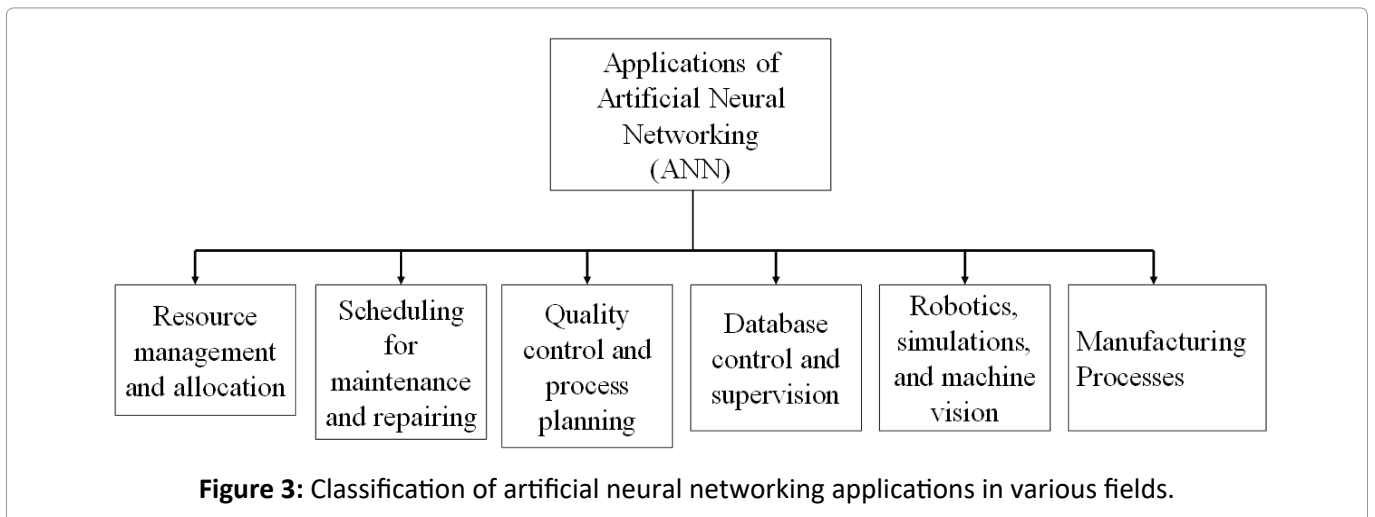 Applications of
Artificial Neural
Networking
(ANN)
Resource
management
and allocation
Scheduling
for
maintenance
and repairing
Quality
control and
process
planning
Database
control and
supervision
Robotics,
simulations,
and machine
vision
Manufacturing
Processes
Figure 3: Classification of artificial neural networking applications in various fields.